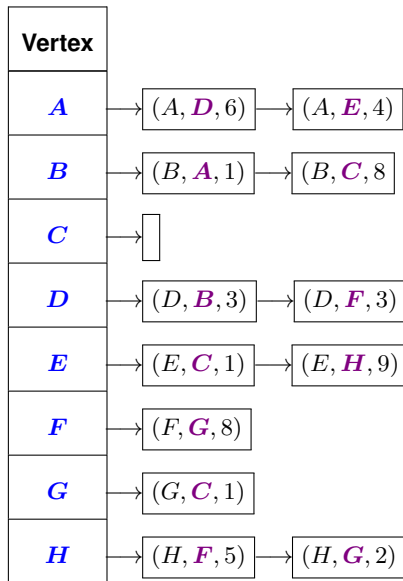 Vertex
A (A, D, 6) (A, E, 4)
B (B, A, 1) (B, C, 8
C
D (D, B, 3) (D, F, 3)
E (E, C, 1) (E, H, 9)
F (F, G, 8)
G (G, C, 1)
H (H, F, 5) (H, G, 2)